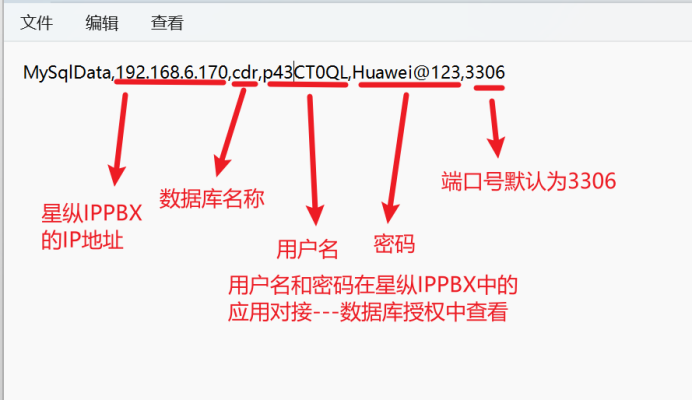 文件 编辑 查看
MySqlData,192.168.6.170,cdr,p43CT0QL,Huawei@123,3306
星纵IPPBX
的IP地址
数据库名称
用户名
密码
端口号默认为3306
用户名和密码在星纵IPPBX中的
应用对接---数据库授权中查看